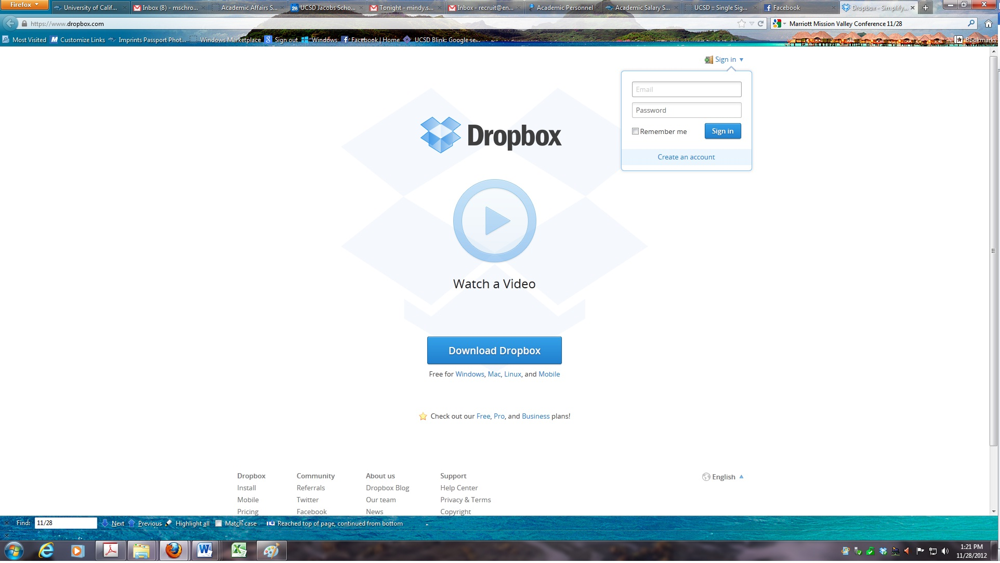 Firefox
University of Calif...
Inbox (8) - mschro...
Academic Affairs S...
28 UCSD Jacobs Scho...
Tonight - mindy.s...
Inbox - recruit@en...
Academic Personnel
Academic Salary S...
UCSD :: Single Sig...
Facebook
Dropbox - Simplify...
https://www.dropbox.com
Marriott Mission Valley Conference 11/28
Most Visited
Customize Links
Imprints Passport Phot...
Windows Marketplace
Sign out
Windows
Facebook | Home
UCSD Blink: Google se...
Bookmarks
Sign in
Email
Password
Remember me
Sign in
Create an account
Dropbox
Watch a Video
Download Dropbox
Free for Windows, Mac, Linux, and Mobile
Check out our Free, Pro, and Business plans!
Dropbox
Install
Mobile
Pricing
Community
Referrals
Twitter
Facebook
About us
Dropbox Blog
Our team
News
Support
Help Center
Privacy & Terms
Copyright
English
Find: 11/28 Next Previous Highlight all Match case Reached top of page, continued from bottom
1:21 PM
11/28/2012